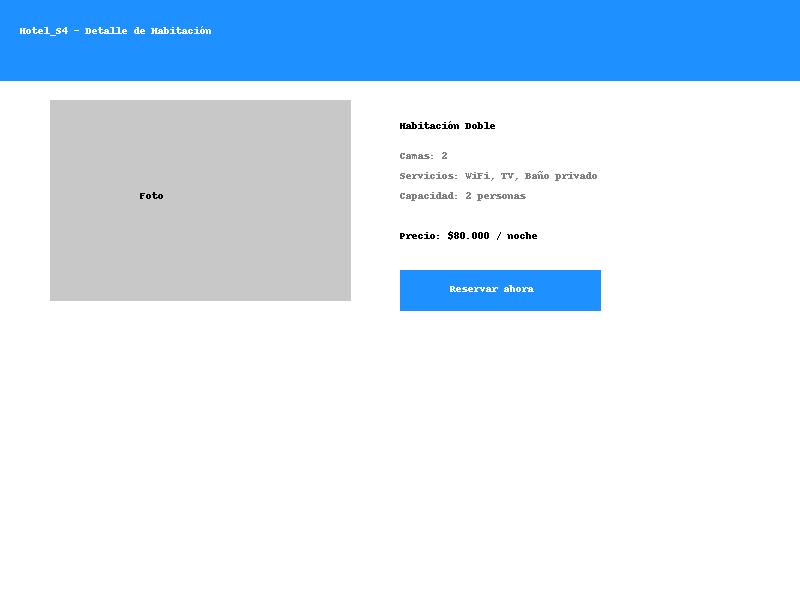 Hotel_S4 - Detalle de Habitación
Foto
Habitación Doble
Camas: 2
Servicios: WiFi, TV, Baño privado
Capacidad: 2 personas
Precio: $80.000 / noche
Reservar ahora